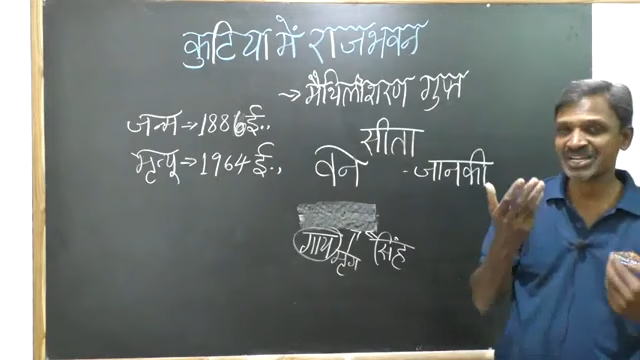 कुटिया में राजभवन
→ मैथिलीशरण गुप्त
जन्म → 1886 ई.,
मृत्यू → 1964 ई.,
सीता
वन
- जानकी
गाय
मृग सिंह